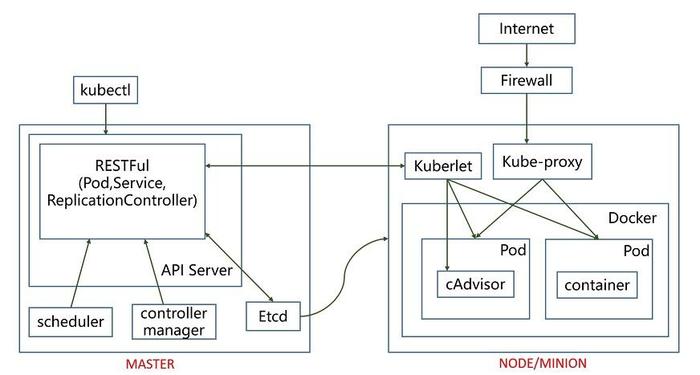 Internet
Firewall
kubectl
RESTFul
(Pod,Service,
ReplicationController)
Kuberlet
Kube-proxy
Docker
Pod
Pod
cAdvisor
container
API Server
scheduler
controller
manager
Etcd
MASTER
NODE/MINION